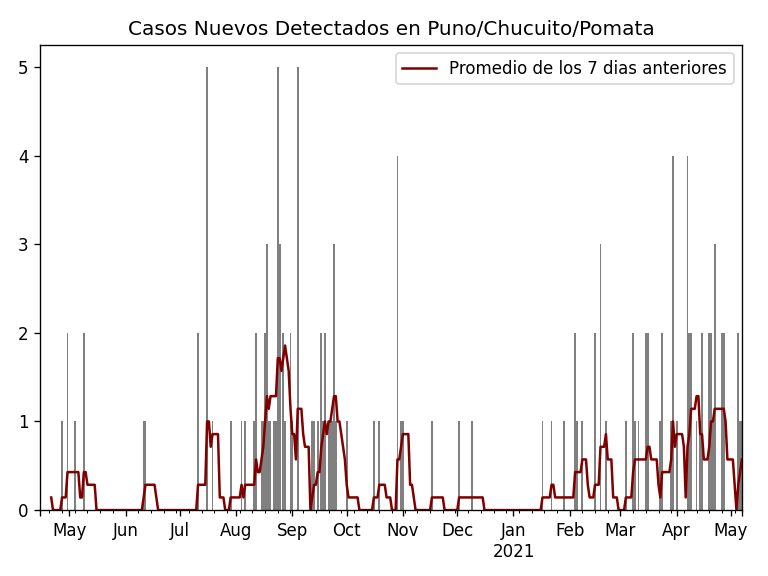 Casos Nuevos Detectados en Puno/Chucuito/Pomata
Promedio de los 7 dias anteriores
5
4
3
2
1
0
May Jun Jul Aug Sep Oct Nov Dec Jan Feb Mar Apr May
2021